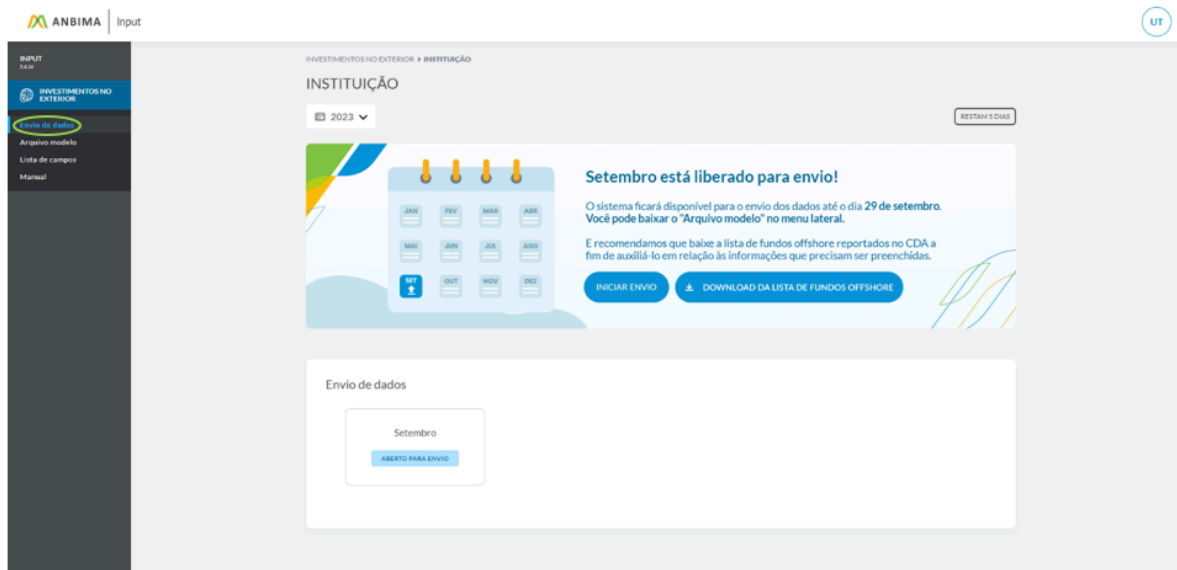 ANBIMA Input
UT
INPUT
INVESTIMENTOS NO
EXTERIOR
Envio de dados
Arquivo modelo
Lista de campos
Manual
INVESTIMENTOS NO EXTERIOR > INSTITUIÇÃO
INSTITUIÇÃO
2023
RESTAM 5 DIAS
JAN FEV MAR ABR
MAI JUN JUL AGO
SET OUT NOV DEZ
Setembro está liberado para envio!
O sistema ficará disponível para o envio dos dados até o dia 29 de setembro.
Você pode baixar o "Arquivo modelo" no menu lateral.
E recomendamos que baixe a lista de fundos offshore reportados no CDA a
fim de auxiliá-lo em relação às informações que precisam ser preenchidas.
INICIAR ENVIO
DOWNLOAD DA LISTA DE FUNDOS OFFSHORE
Envio de dados
Setembro
ABERTO PARA ENVIO